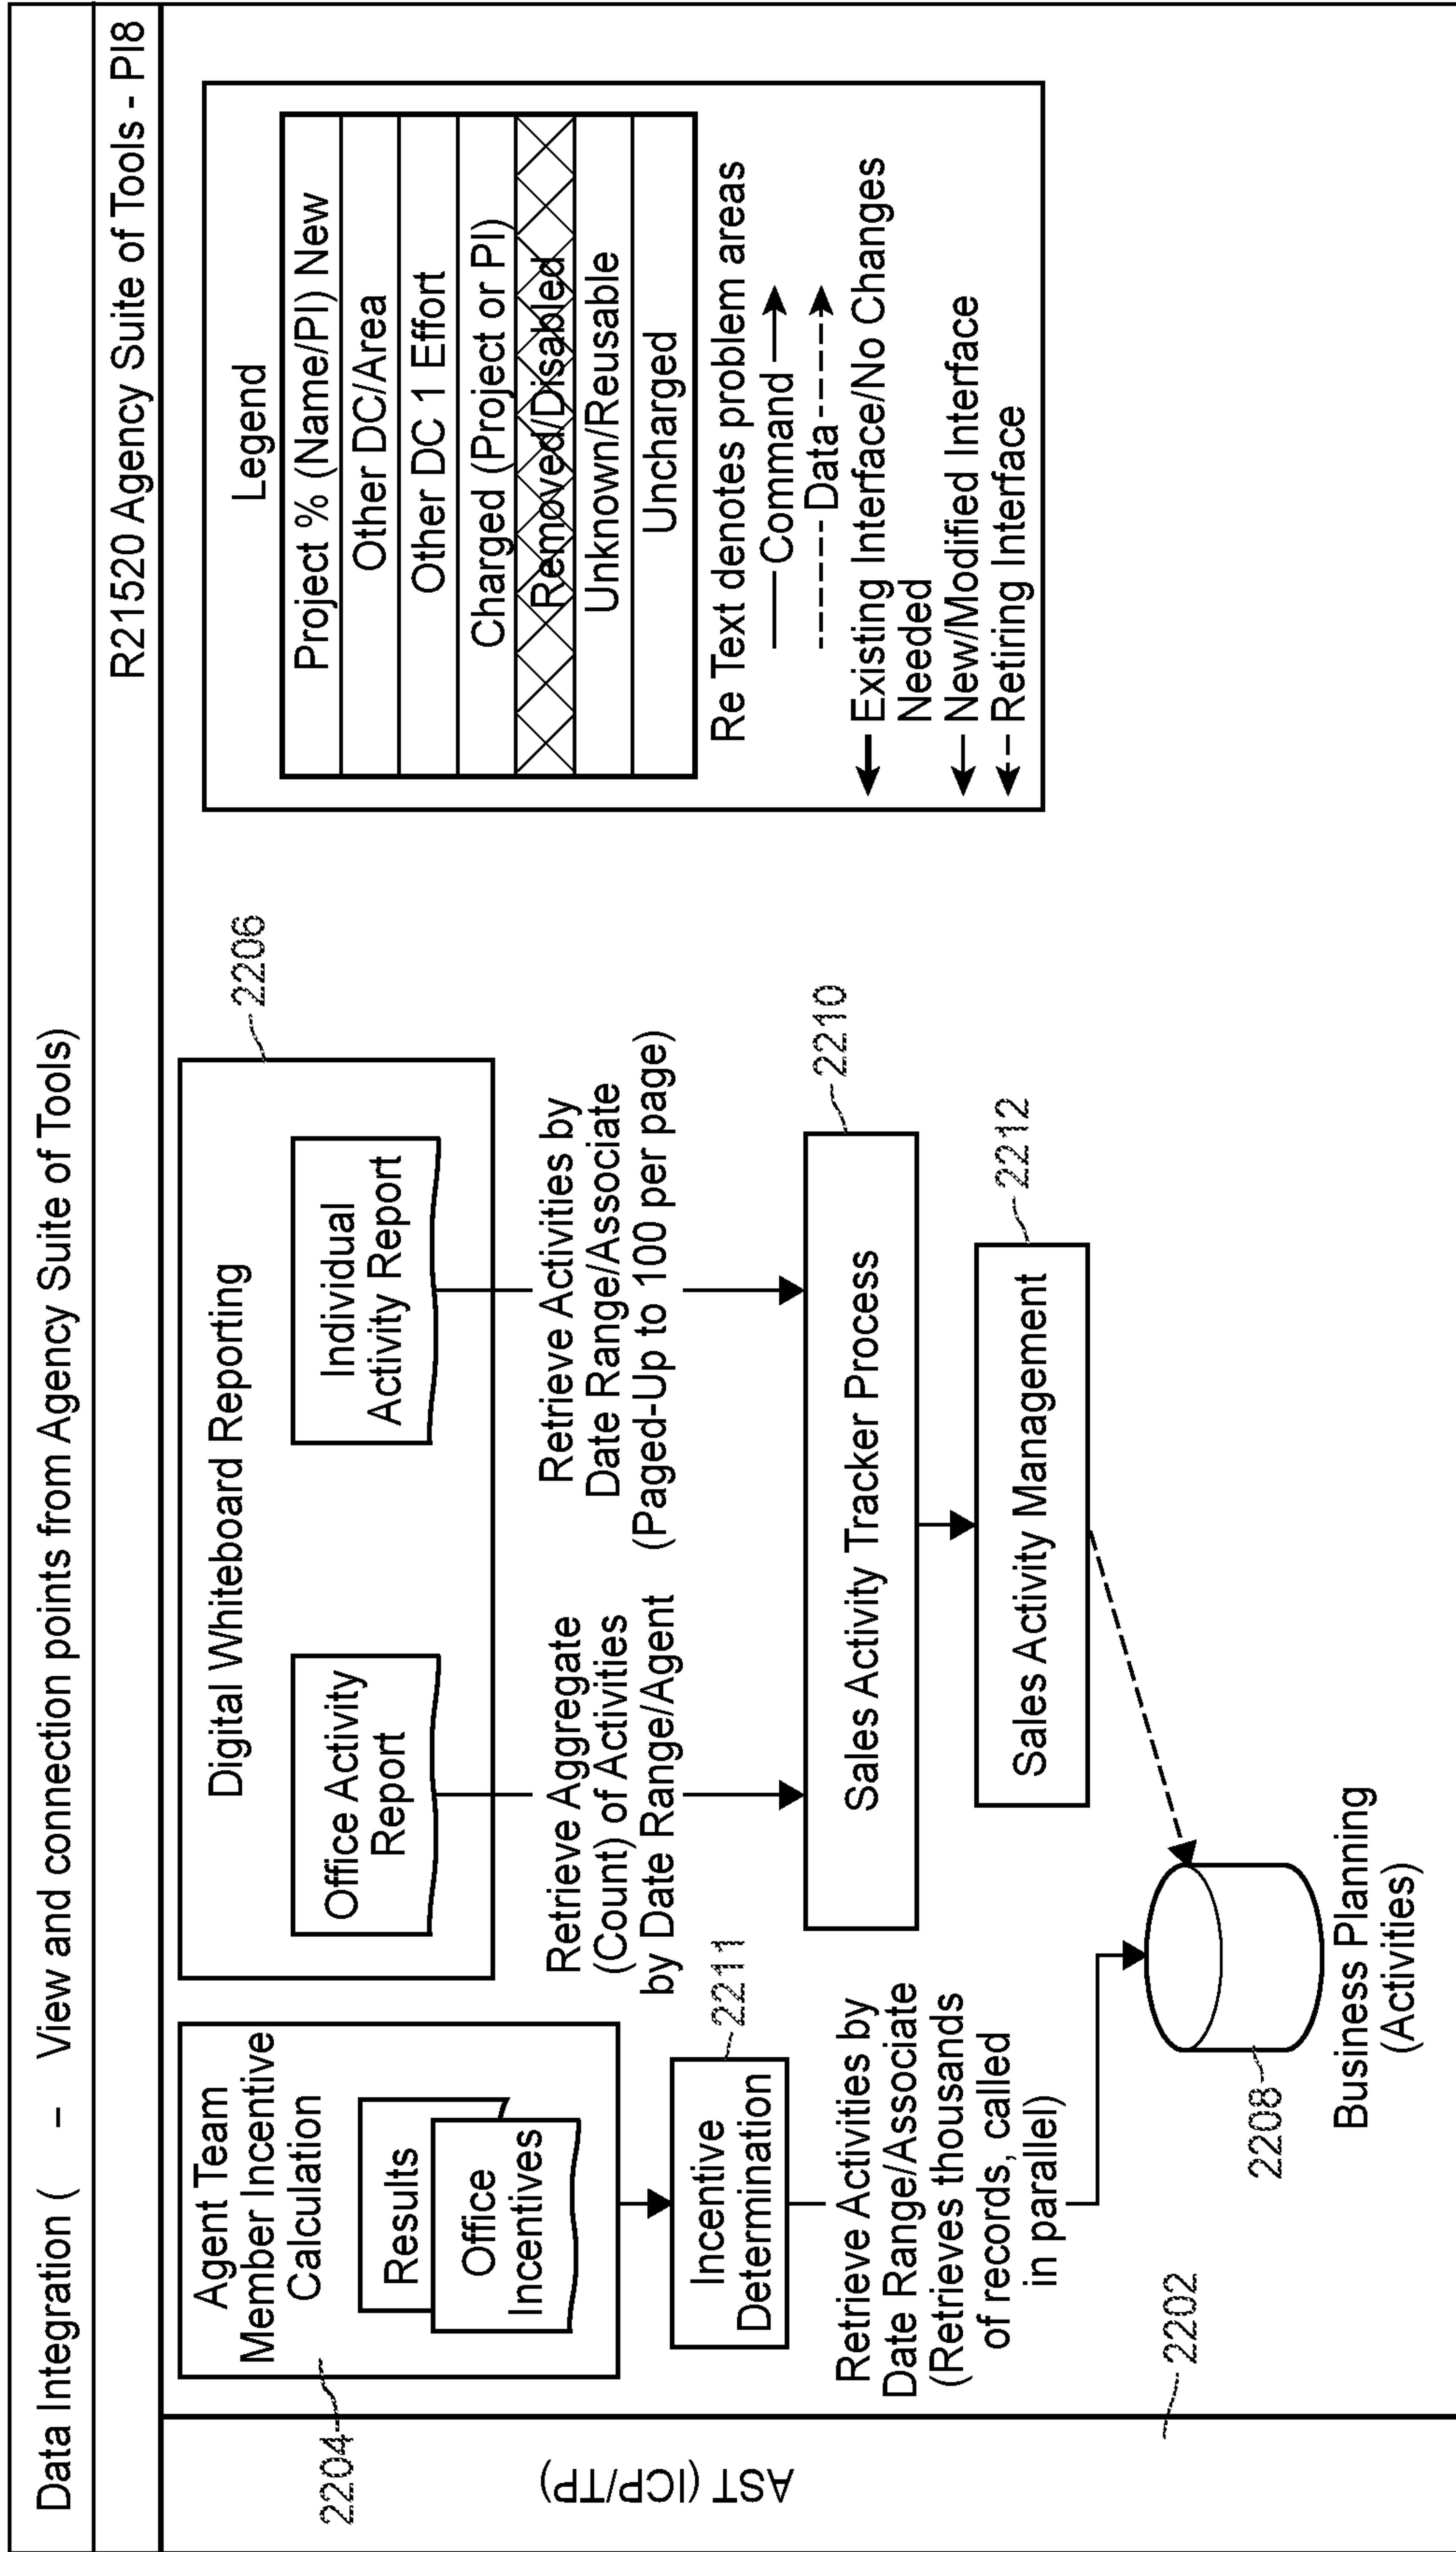 Data Integration ( - - View and connection points from Agency Suite of Tools)
R21520 Agency Suite of Tools - PI8
AST (ICP/TP)
2202
2204
Agent Team
Member Incentive
Calculation
Results
Office
Incentives
Incentive
Determination
2211
Retrieve Activities by
Date Range/Associate
(Retrieves thousands
of records, called
in parallel)
2206
Digital Whiteboard Reporting
Office Activity
Report
Individual
Activity Report
Retrieve Aggregate
(Count) of Activities
by Date Range/Agent
Retrieve Activities by
Date Range/Associate
(Paged-Up to 100 per page)
2210
Sales Activity Tracker Process
2212
Sales Activity Management
2208
Business Planning
(Activities)
Legend
Project % (Name/PI) New
Other DC/Area
Other DC 1 Effort
Charged (Project or PI)
Removed/Disabled
Unknown/Reusable
Uncharged
Re Text denotes problem areas
Command
Data
Existing Interface/No Changes
Needed
New/Modified Interface
Retiring Interface